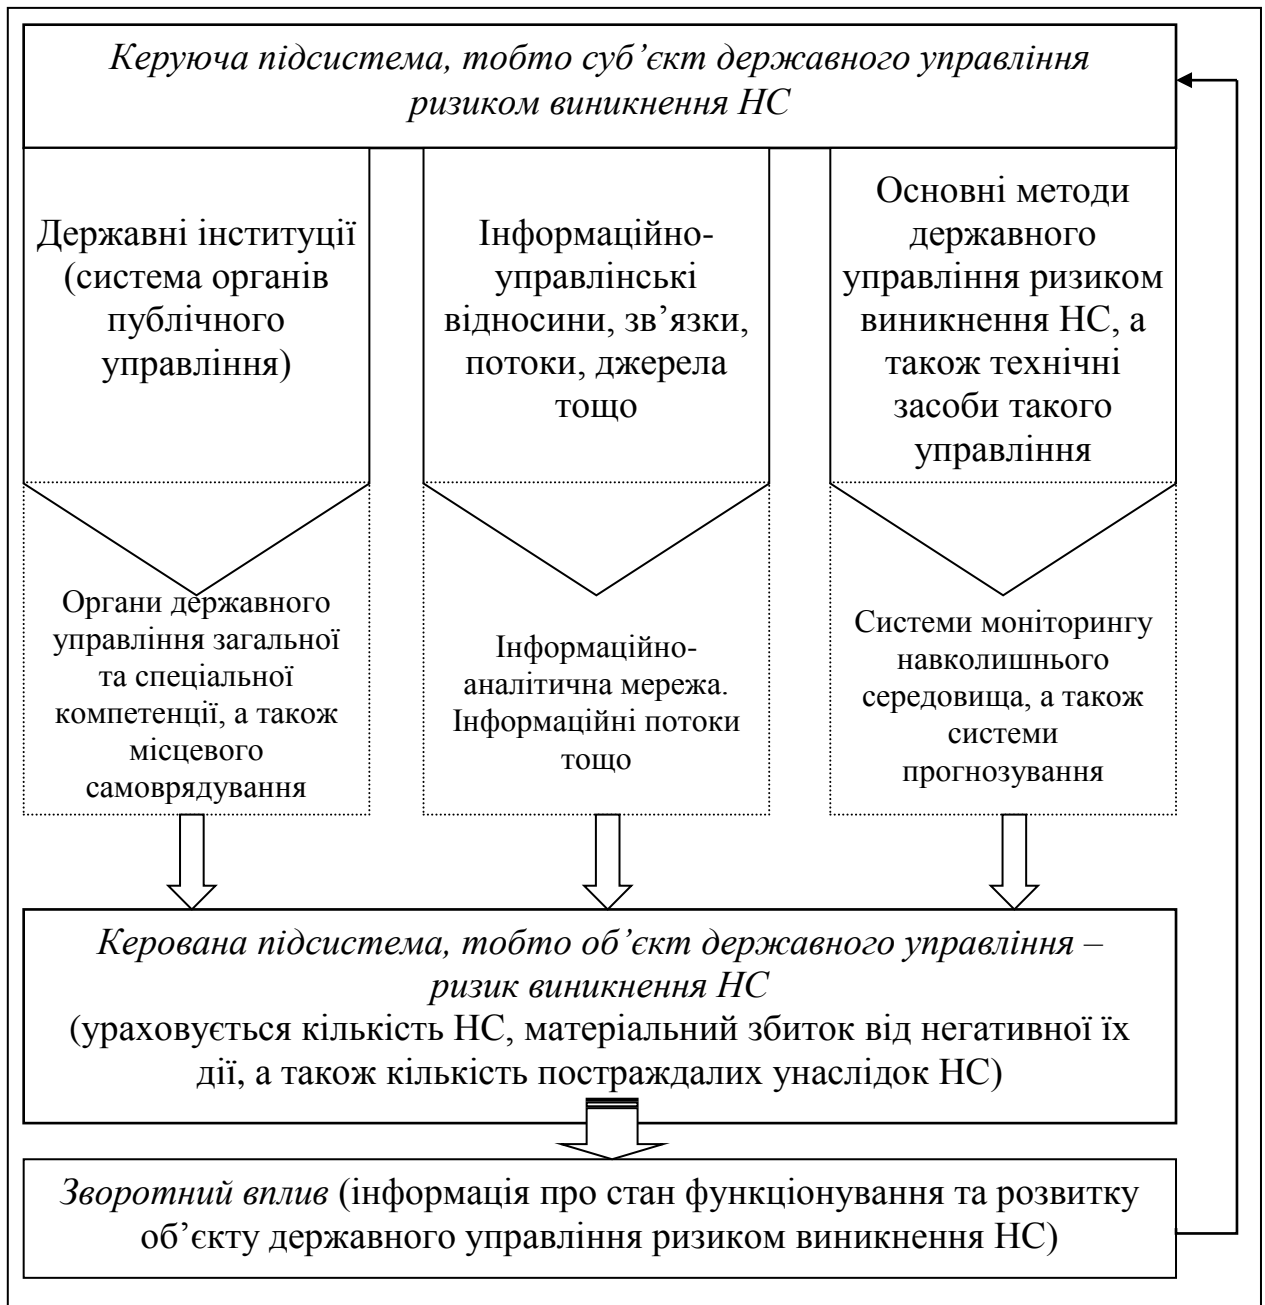 Керуюча підсистема, тобто суб’єкт державного управління
ризиком виникнення НС
Державні інституції
(система органів
публічного
управління)
Інформаційно-
управлінські
відносини, зв’язки,
потоки, джерела
тощо
Основні методи
державного
управління ризиком
виникнення НС, а
також технічні
засоби такого
управління
Органи державного
управління загальної
та спеціальної
компетенції, а також
місцевого
самоврядування
Інформаційно-
аналітична мережа.
Інформаційні потоки
тощо
Системи моніторингу
навколишнього
середовища, а також
системи
прогнозування
Керована підсистема, тобто об’єкт державного управління –
ризик виникнення НС
(ураховується кількість НС, матеріальний збиток від негативної їх
дії, а також кількість постраждалих унаслідок НС)
Зворотний вплив (інформація про стан функціонування та розвитку
об’єкту державного управління ризиком виникнення НС)